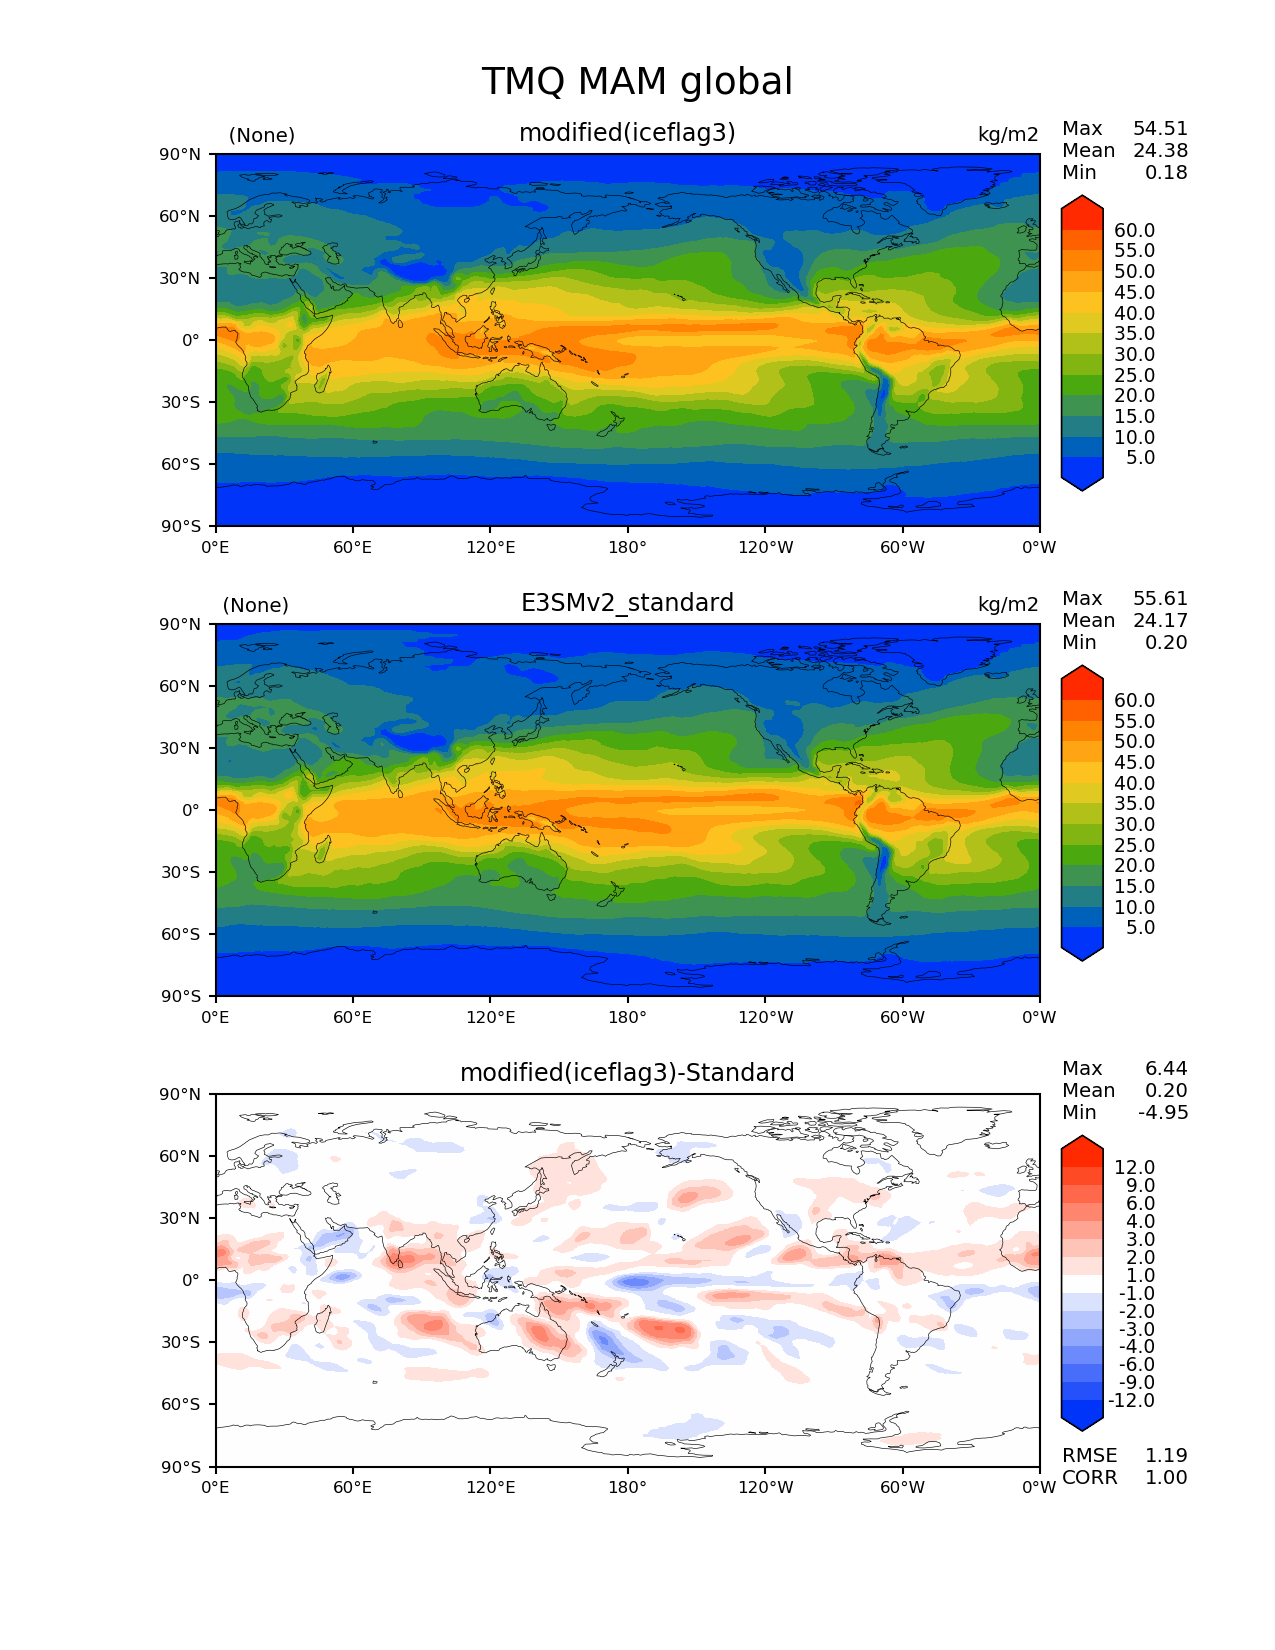 TMQ MAM global
(None) modified(iceflag3) kg/m2
Max 54.51
Mean 24.38
Min 0.18
90°N
60°N
30°N
0°
30°S
60°S
90°S
0°E 60°E 120°E 180° 120°W 60°W 0°W
60.0
55.0
50.0
45.0
40.0
35.0
30.0
25.0
20.0
15.0
10.0
5.0
(None) E3SMv2_standard kg/m2
Max 55.61
Mean 24.17
Min 0.20
90°N
60°N
30°N
0°
30°S
60°S
90°S
0°E 60°E 120°E 180° 120°W 60°W 0°W
60.0
55.0
50.0
45.0
40.0
35.0
30.0
25.0
20.0
15.0
10.0
5.0
modified(iceflag3)-Standard
Max 6.44
Mean 0.20
Min -4.95
90°N
60°N
30°N
0°
30°S
60°S
90°S
0°E 60°E 120°E 180° 120°W 60°W 0°W
12.0
9.0
6.0
4.0
3.0
2.0
1.0
-1.0
-2.0
-3.0
-4.0
-6.0
-9.0
-12.0
RMSE 1.19
CORR 1.00